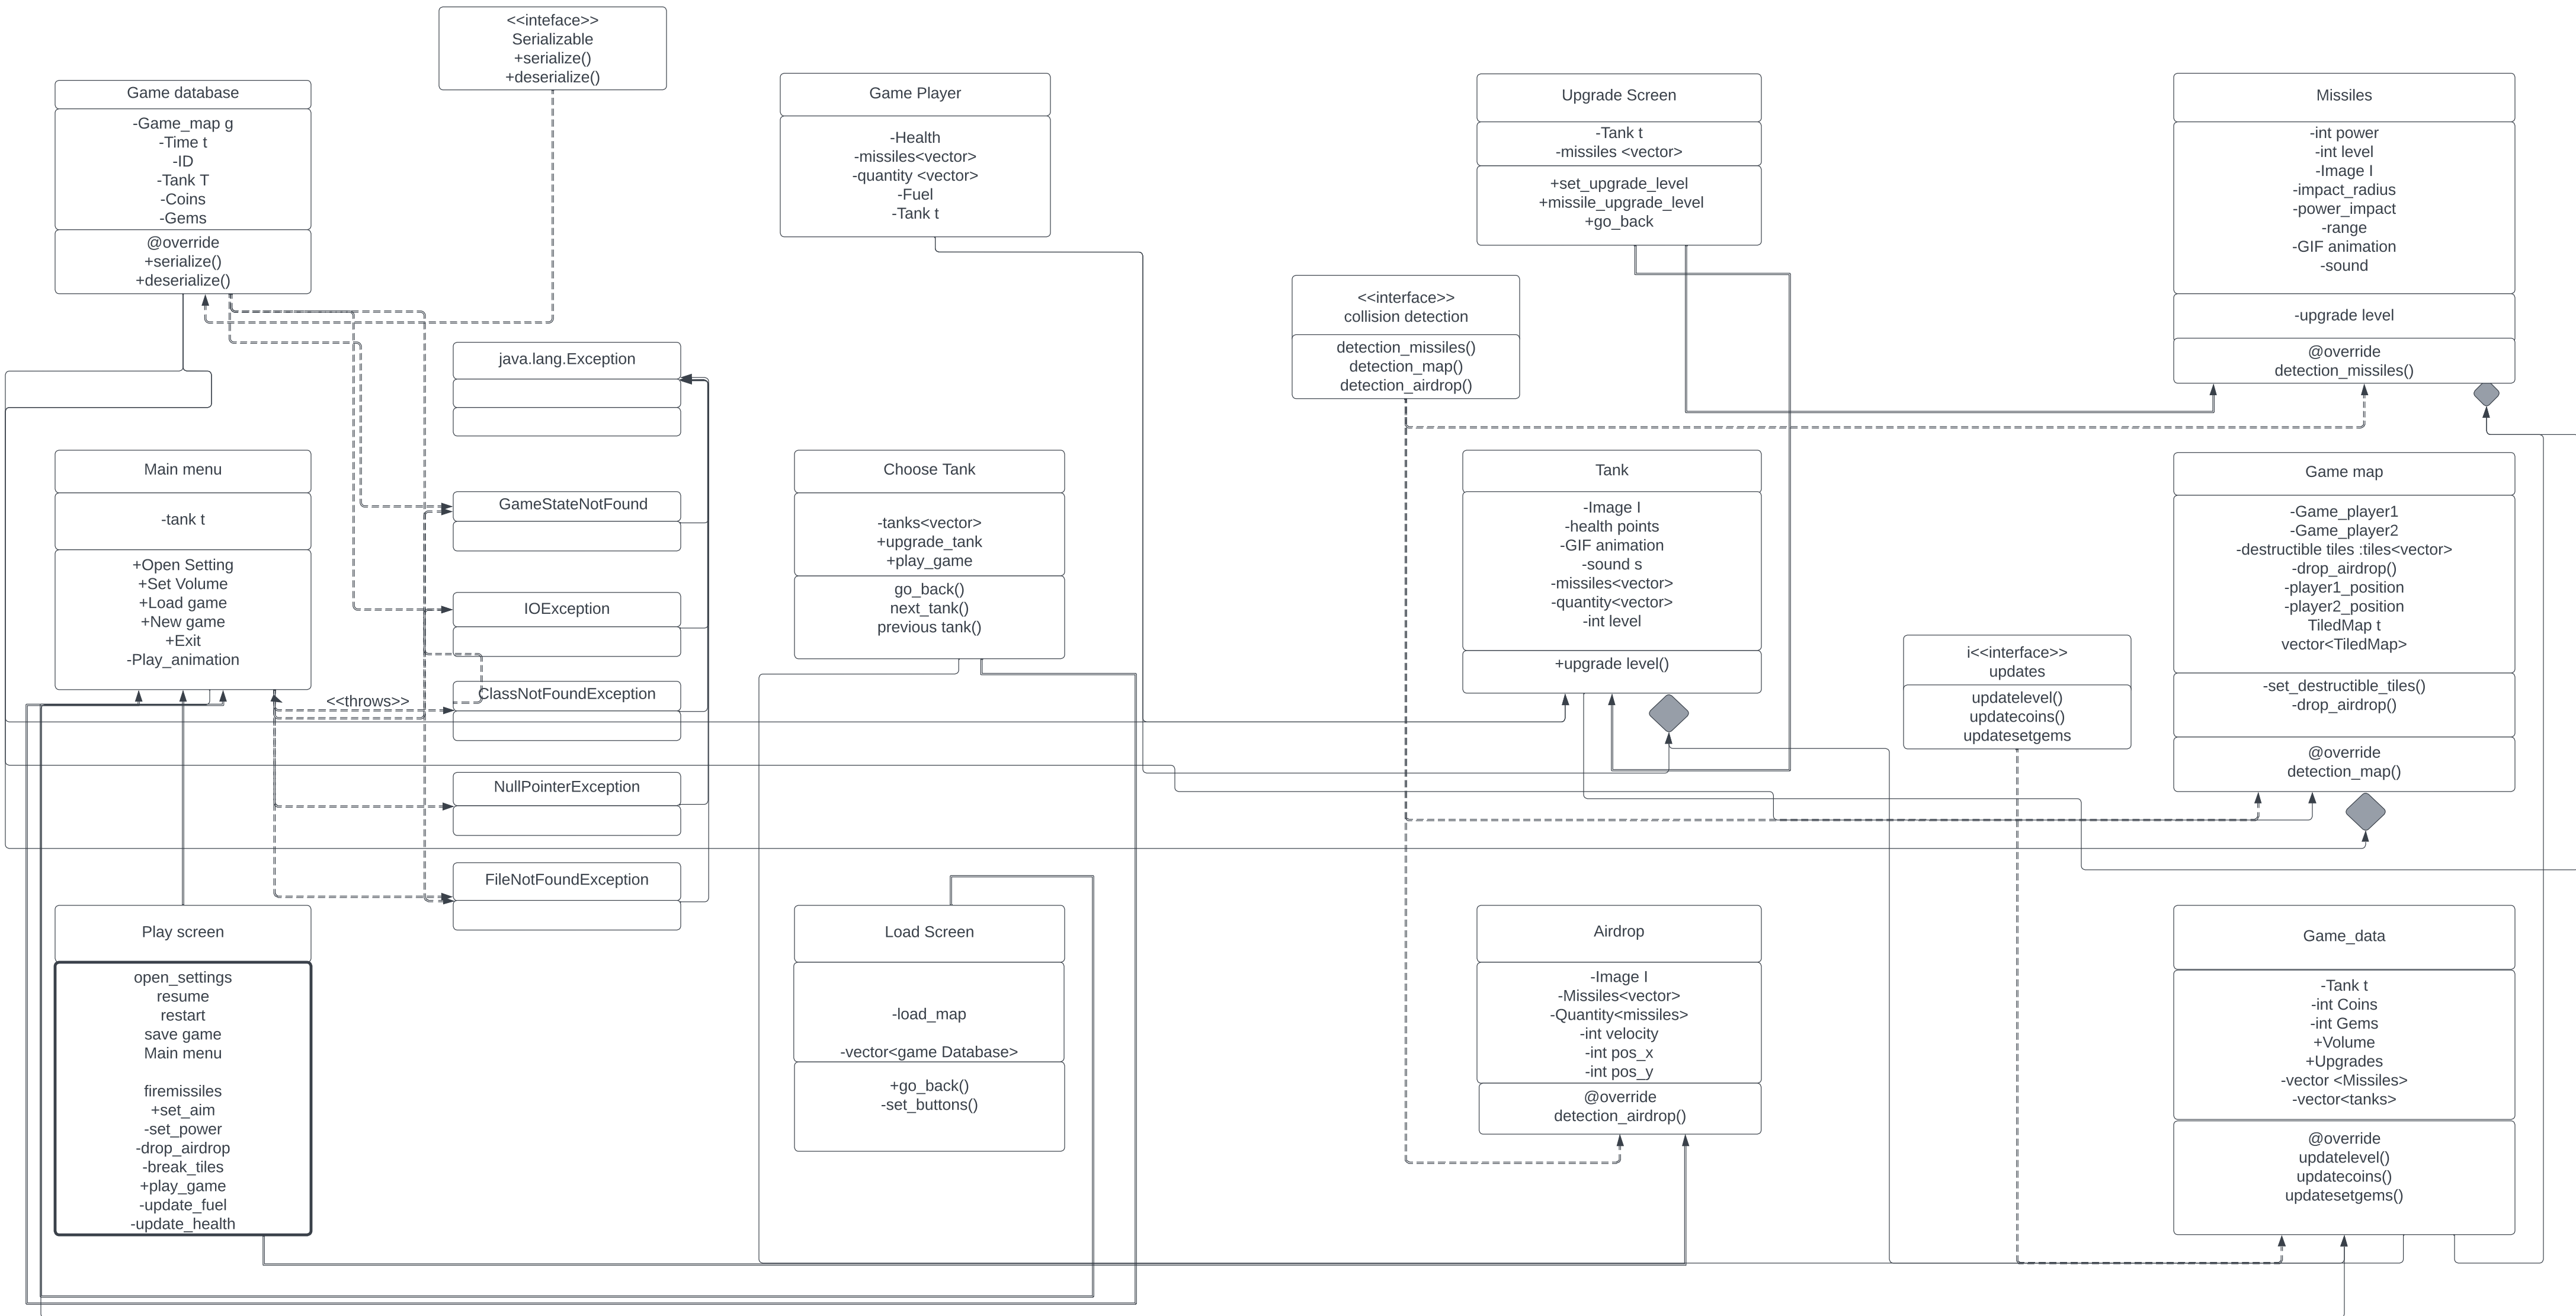 <<inteface>>
Serializable
+serialize()
+deserialize()
Game database
-Game_map g
-Time t
-ID
-Tank T
-Coins
-Gems
@override
+serialize()
+deserialize()
Game Player
-Health
-missiles<vector>
-quantity <vector>
-Fuel
-Tank t
Upgrade Screen
-Tank t
-missiles <vector>
+set_upgrade_level
+missile_upgrade_level
+go_back
Missiles
-int power
-int level
-Image I
-impact_radius
-power_impact
-range
-GIF animation
-sound
-upgrade level
@override
detection_missiles()
<<interface>>
collision detection
detection_missiles()
detection_map()
detection_airdrop()
java.lang.Exception
Main menu
-tank t
+Open Setting
+Set Volume
+Load game
+New game
+Exit
-Play_animation
<<throws>>
GameStateNotFound
IOException
ClassNotFoundException
NullPointerException
FileNotFoundException
Choose Tank
-tanks<vector>
+upgrade_tank
+play_game
go_back()
next_tank()
previous tank()
Tank
-Image I
-health points
-GIF animation
-sound s
-missiles<vector>
-quantity<vector>
-int level
+upgrade level()
Game map
-Game_player1
-Game_player2
-destructible tiles :tiles<vector>
-drop_airdrop()
-player1_position
-player2_position
TiledMap t
vector<TiledMap>
-set_destructible_tiles()
-drop_airdrop()
@override
detection_map()
i<<interface>>
updates
updatelevel()
updatecoins()
updatesetgems
Play screen
open_settings
resume
restart
save game
Main menu
firemissiles
+set_aim
-set_power
-drop_airdrop
-break_tiles
+play_game
-update_fuel
-update_health
Load Screen
-load_map
-vector<game Database>
+go_back()
-set_buttons()
Airdrop
-Image I
-Missiles<vector>
-Quantity<missiles>
-int velocity
-int pos_x
-int pos_y
@override
detection_airdrop()
Game_data
-Tank t
-int Coins
-int Gems
+Volume
+Upgrades
-vector <Missiles>
-vector<tanks>
@override
updatelevel()
updatecoins()
updatesetgems()